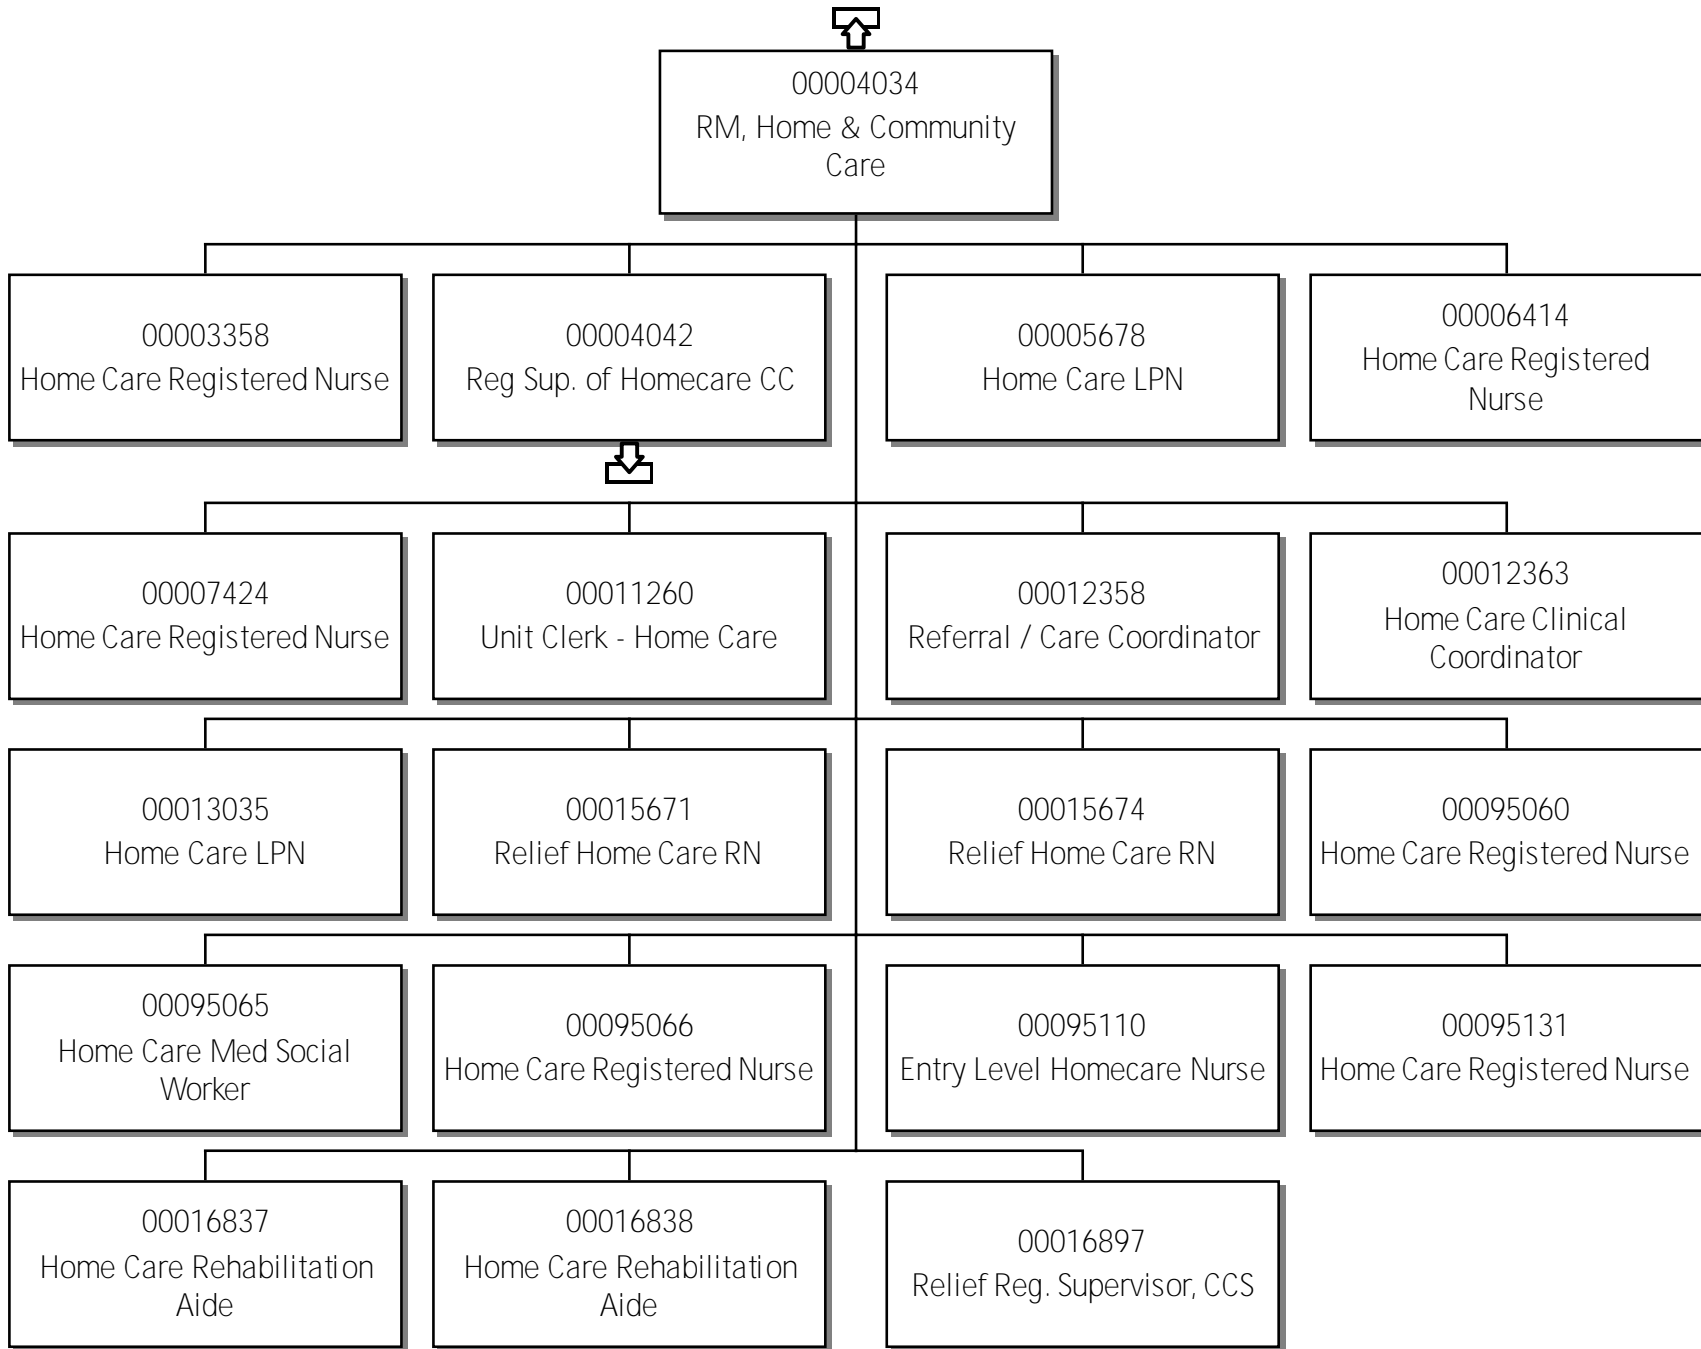 00004034
RM, Home & Community
Care
00003358
Home Care Registered Nurse
00004042
Reg Sup. of Homecare CC
00005678
Home Care LPN
00006414
Home Care Registered
Nurse
00007424
Home Care Registered Nurse
00011260
Unit Clerk - Home Care
00012358
Referral / Care Coordinator
00012363
Home Care Clinical
Coordinator
00013035
Home Care LPN
00015671
Relief Home Care RN
00015674
Relief Home Care RN
00095060
Home Care Registered Nurse
00095065
Home Care Med Social
Worker
00095066
Home Care Registered Nurse
00095110
Entry Level Homecare Nurse
00095131
Home Care Registered Nurse
00016837
Home Care Rehabilitation
Aide
00016838
Home Care Rehabilitation
Aide
00016897
Relief Reg. Supervisor, CCS